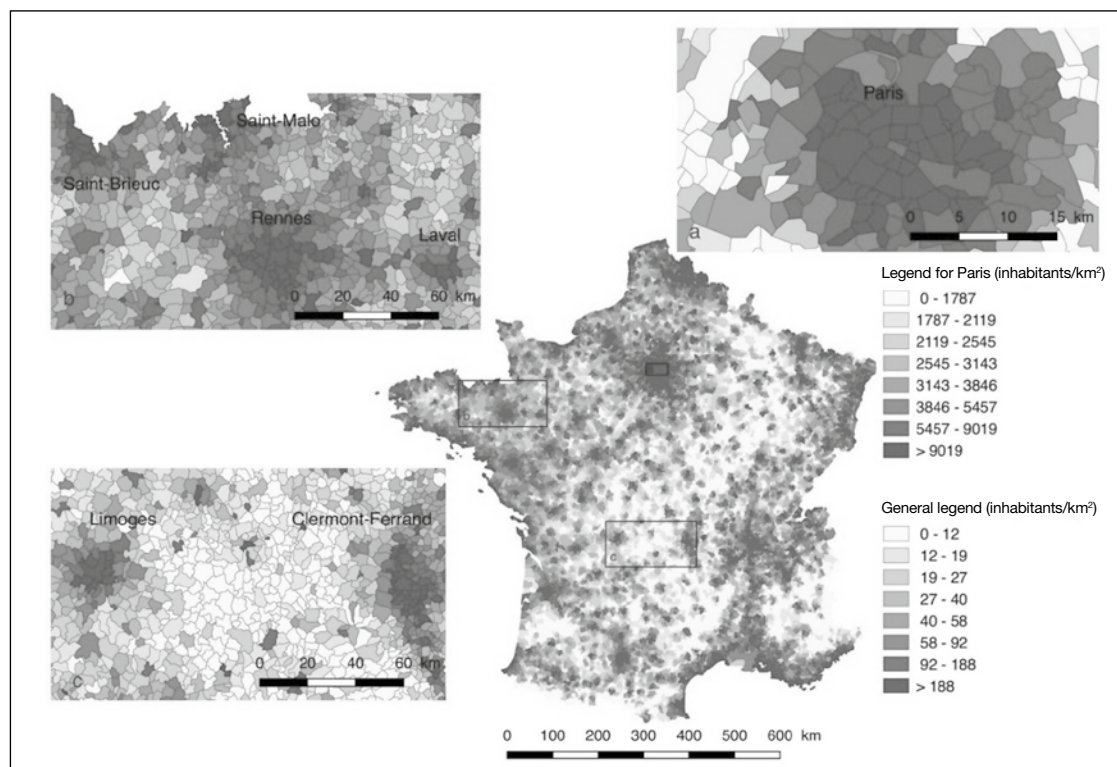 Saint-Malo
Saint-Brieuc
Rennes
Laval
0 20 40 60 km
b
Paris
0 5 10 15 km
a
Legend for Paris (inhabitants/km²)
0 - 1787
1787 - 2119
2119 - 2545
2545 - 3143
3143 - 3846
3846 - 5457
5457 - 9019
> 9019
General legend (inhabitants/km²)
0 - 12
12 - 19
19 - 27
27 - 40
40 - 58
58 - 92
92 - 188
> 188
b
c
Limoges
Clermont-Ferrand
0 20 40 60 km
c
0 100 200 300 400 500 600 km